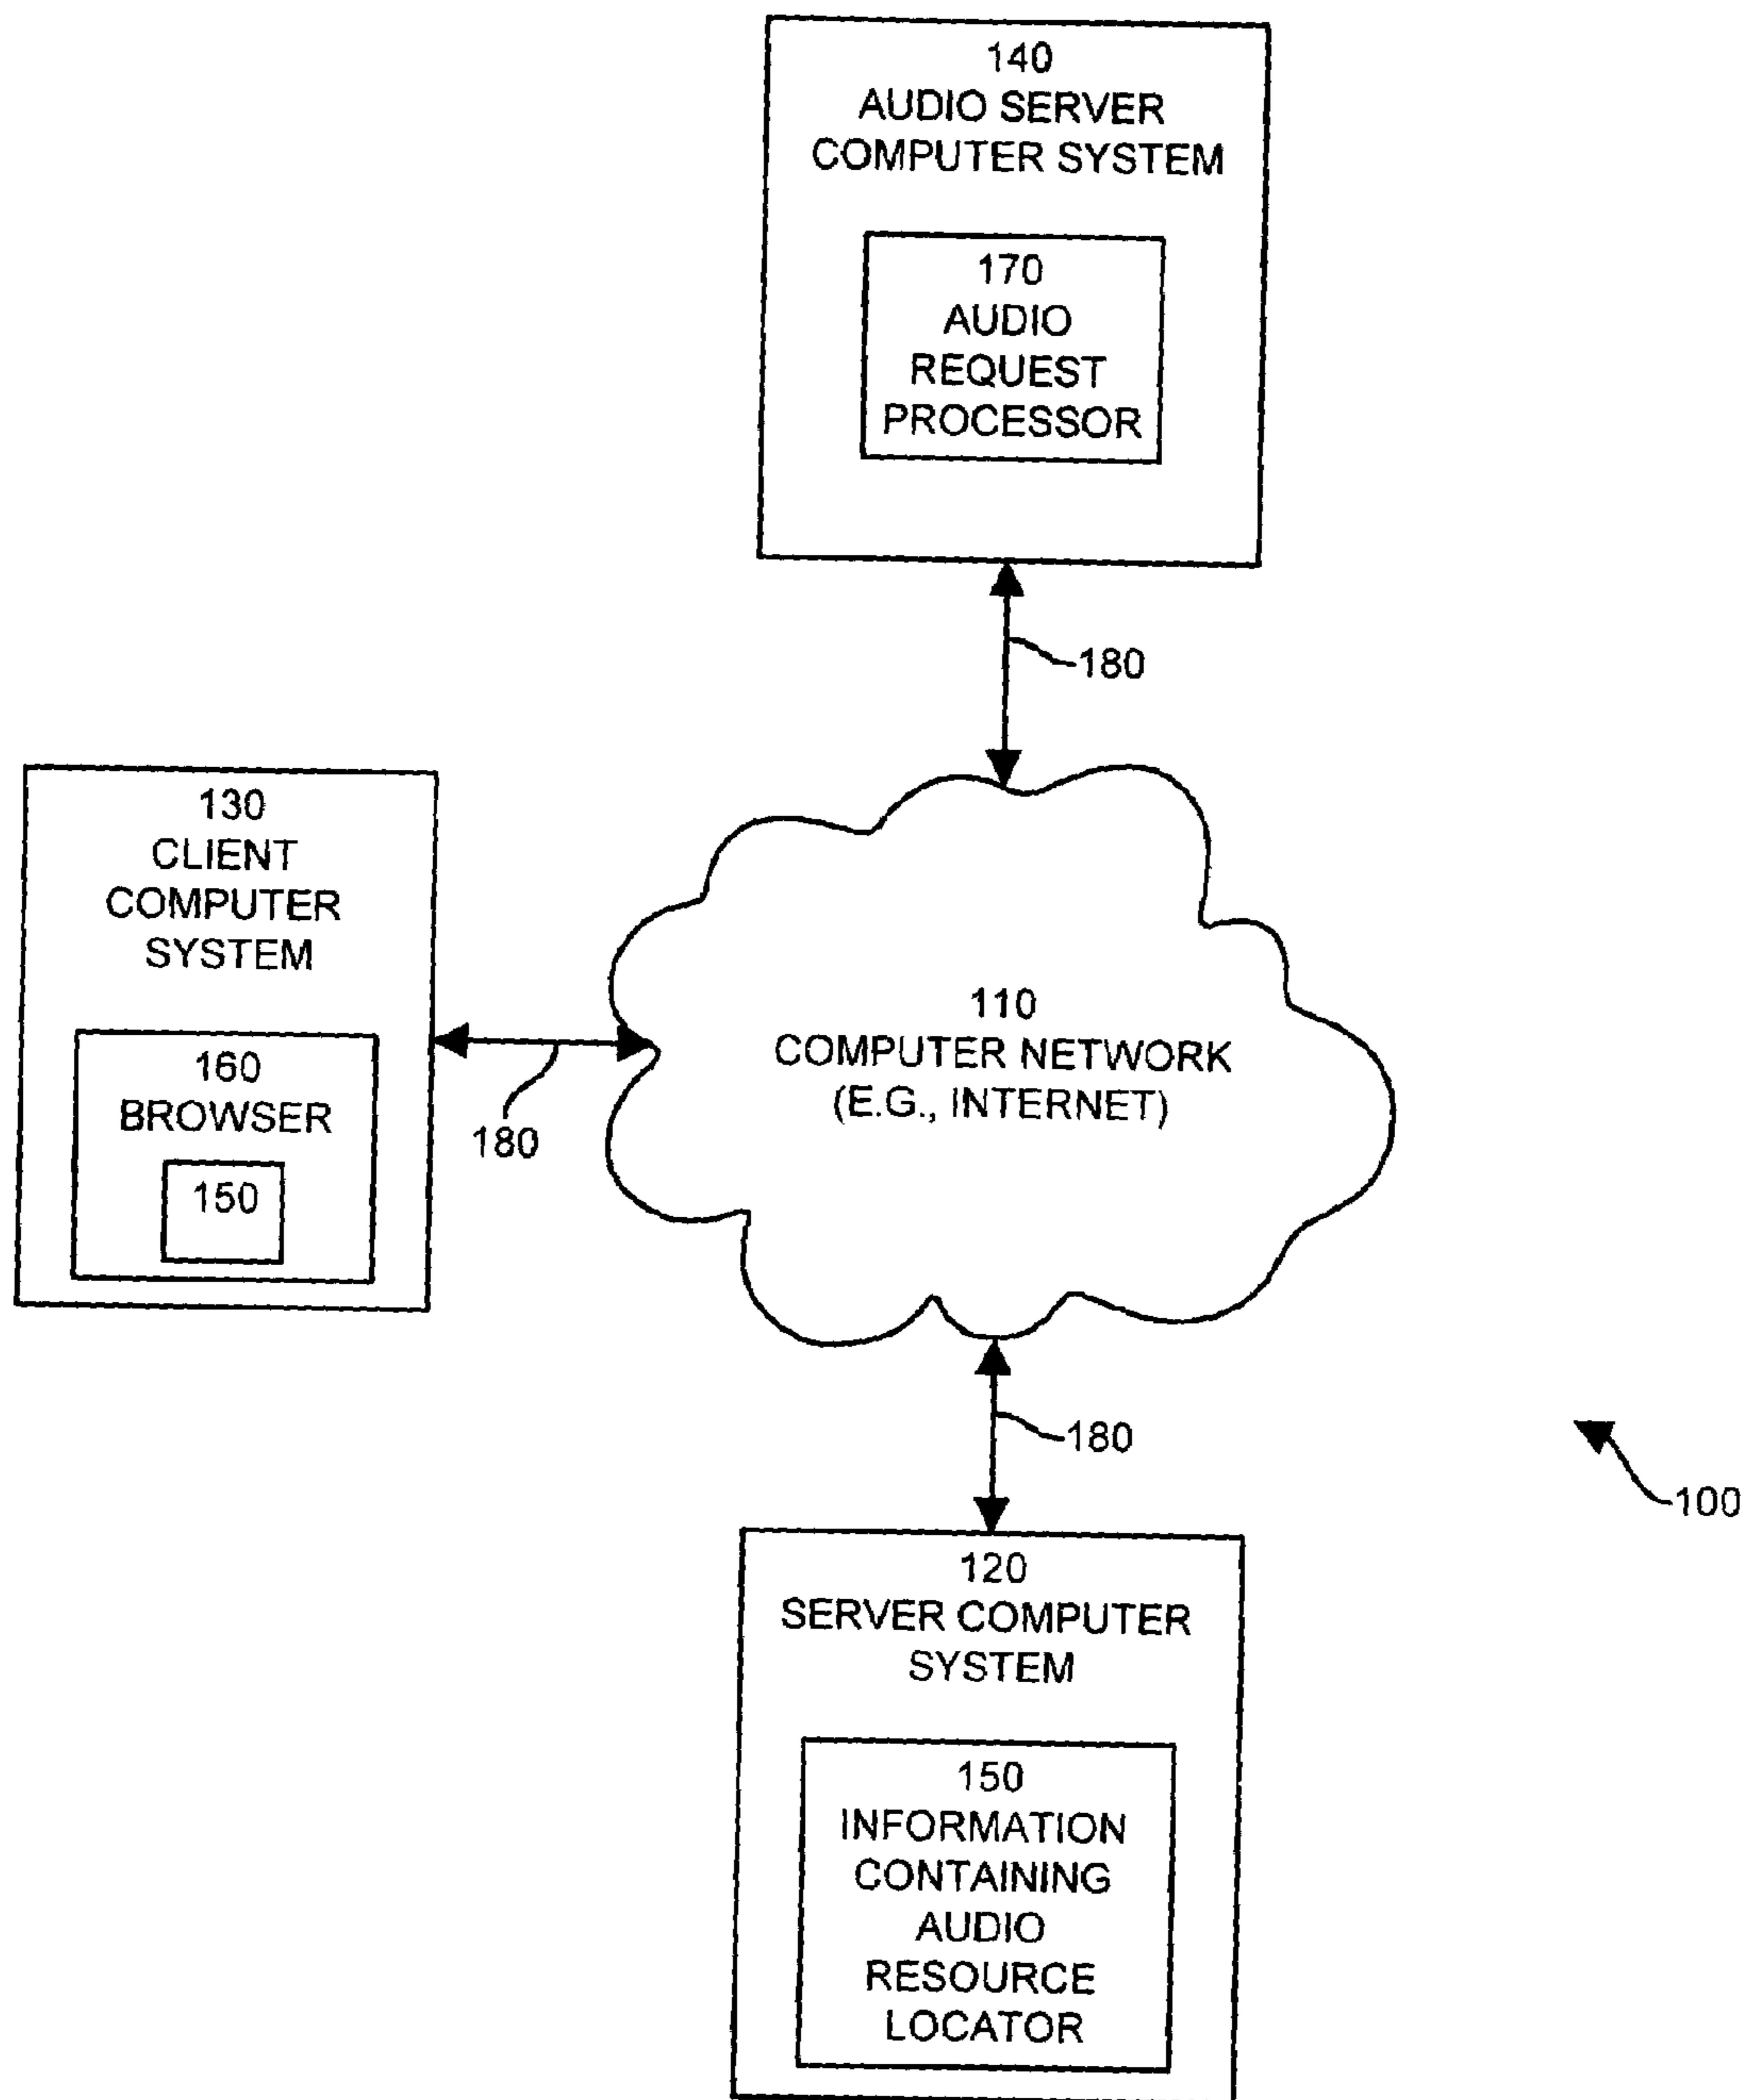 140
AUDIO SERVER
COMPUTER SYSTEM
170
AUDIO
REQUEST
PROCESSOR
180
130
CLIENT
COMPUTER
SYSTEM
160
BROWSER
150
180
110
COMPUTER NETWORK
(E.G., INTERNET)
180
100
120
SERVER COMPUTER
SYSTEM
150
INFORMATION
CONTAINING
AUDIO
RESOURCE
LOCATOR